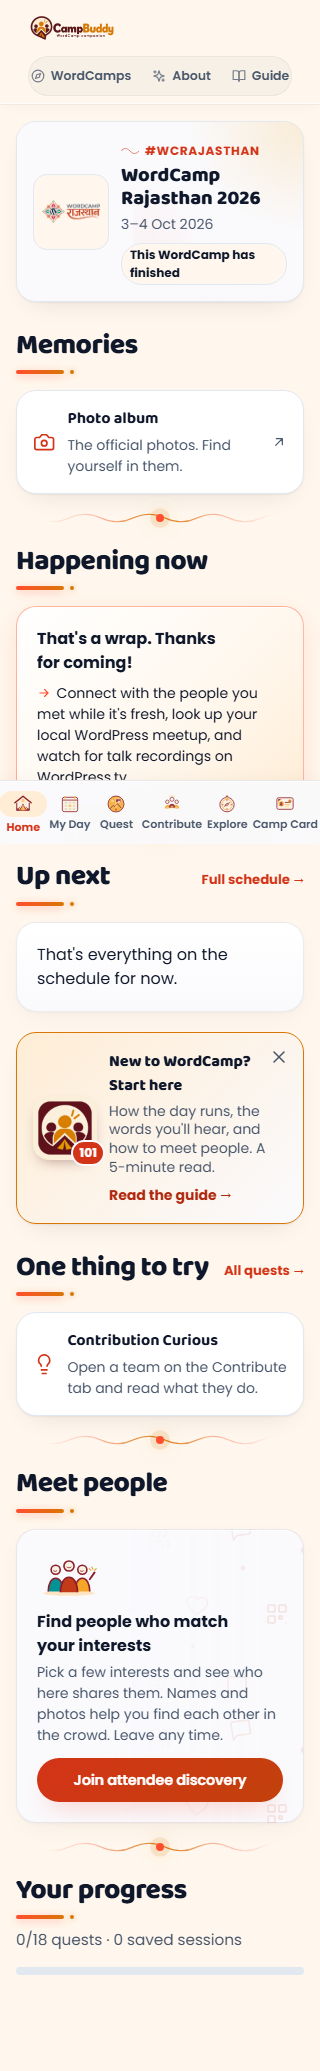 CampBuddy
WordCamp companion
WordCamps
About
Guide
#WCRAJASTHAN
WordCamp
Rajasthan 2026
WORDCAMP
राजस्थान
3–4 Oct 2026
This WordCamp has
finished
Memories
Photo album
The official photos. Find
yourself in them.
Happening now
That's a wrap. Thanks
for coming!
→ Connect with the people you
met while it's fresh, look up your
local WordPress meetup, and
watch for talk recordings on
WordPress.tv
Home
My Day
Quest
Contribute
Explore
Camp Card
Up next
Full schedule →
That's everything on the
schedule for now.
New to WordCamp?
Start here
How the day runs, the
words you'll hear, and
how to meet people. A
5-minute read.
101
Read the guide →
One thing to try
All quests →
Contribution Curious
Open a team on the Contribute
tab and read what they do.
Meet people
Find people who match
your interests
Pick a few interests and see who
here shares them. Names and
photos help you find each other in
the crowd. Leave any time.
Join attendee discovery
Your progress
0/18 quests · 0 saved sessions